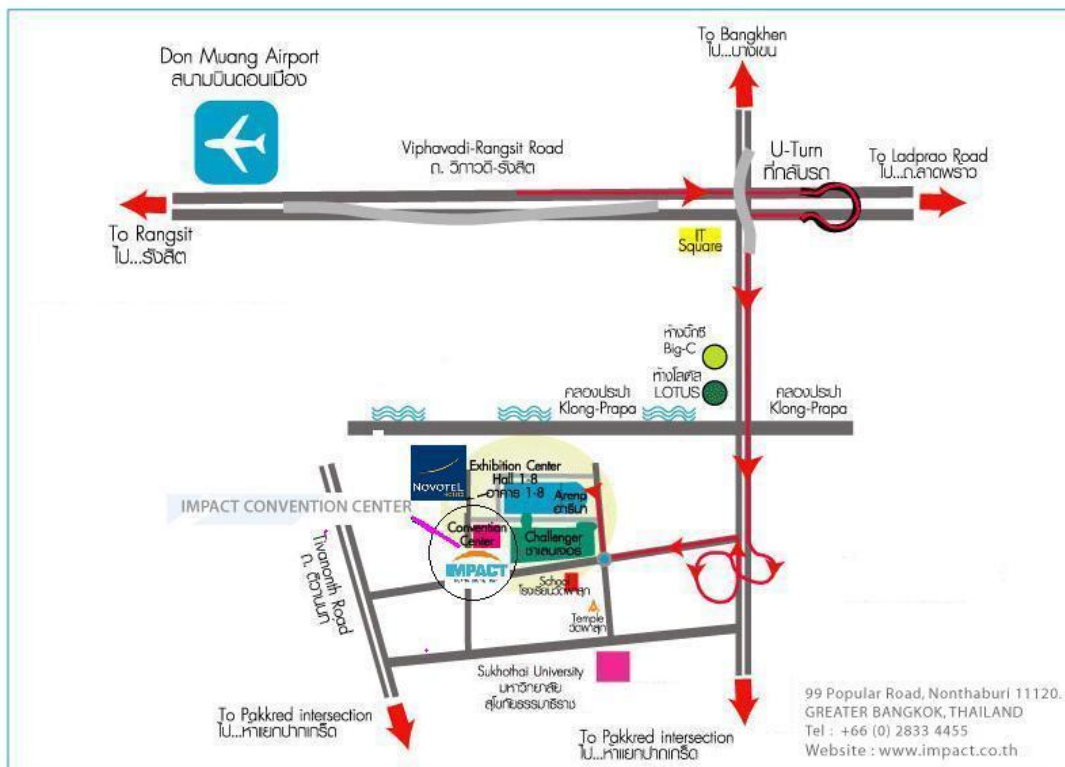 To Bangkhen
ไป...บางเขน
Don Muang Airport
สนามบินดอนเมือง
Viphavadi-Rangsit Road
ถ. วิภาวดี-รังสิต
U-Turn
ที่กลับรถ
To Ladprao Road
ไป...ถ.ลาดพร้าว
To Rangsit
ไป...รังสิต
IT
Square
ห้างบิ๊กซี
Big-C
ห้างโลตัส
LOTUS
คลองประปา
Klong-Prapa
คลองประปา
Klong-Prapa
NOVOTEL
Exhibition Center
Hall 1-8
อาคาร 1-8
Arena
อารีนา
IMPACT CONVENTION CENTER
Convention
Center
Challenger
ชาเลนเจอร์
IMPACT
School
โรงเรียนวัดผาสุก
Temple
วัดผาสุก
Tivanonth Road
ถ. ติวานนท์
Sukhothai University
มหาวิทยาลัย
สุโขทัยธรรมาธิราช
To Pakkred intersection
ไป...ห้าแยกปากเกร็ด
To Pakkred intersection
ไป...ห้าแยกปากเกร็ด
99 Popular Road, Nonthaburi 11120.
GREATER BANGKOK, THAILAND
Tel : +66 (0) 2833 4455
Website : www.impact.co.th